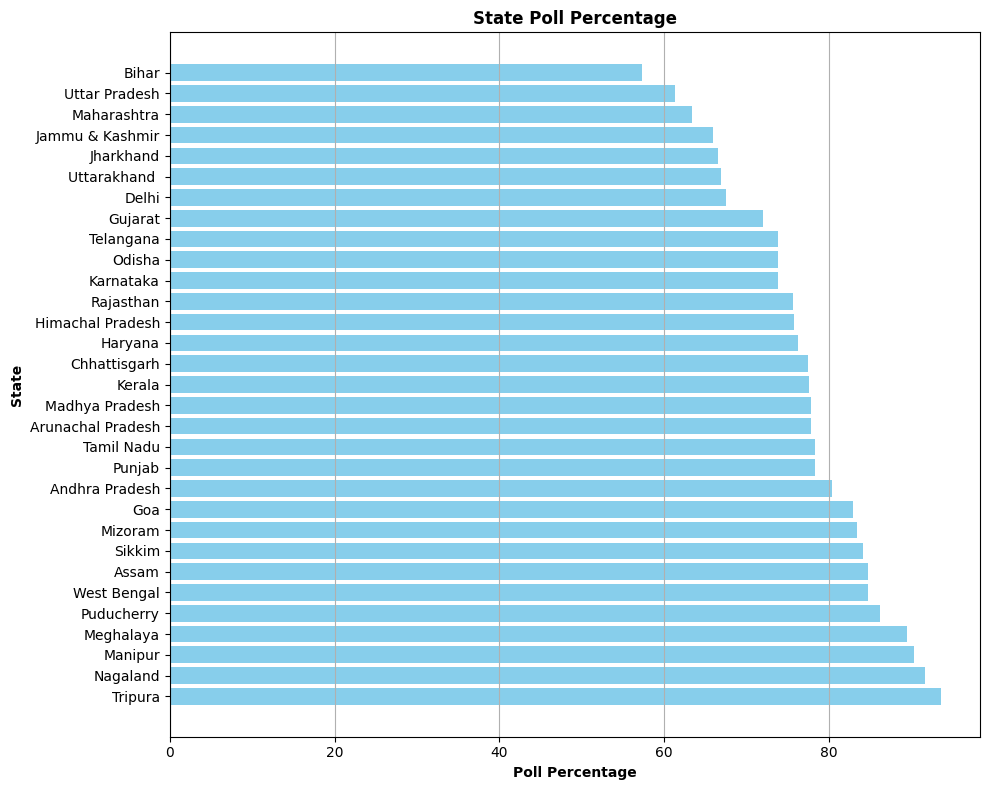 State Poll Percentage
Bihar
Uttar Pradesh
Maharashtra
Jammu & Kashmir
Jharkhand
Uttarakhand
Delhi
Gujarat
Telangana
Odisha
Karnataka
Rajasthan
Himachal Pradesh
Haryana
Chhattisgarh
Kerala
Madhya Pradesh
Arunachal Pradesh
Tamil Nadu
Punjab
Andhra Pradesh
Goa
Mizoram
Sikkim
Assam
West Bengal
Puducherry
Meghalaya
Manipur
Nagaland
Tripura
State
0 20 40 60 80
Poll Percentage